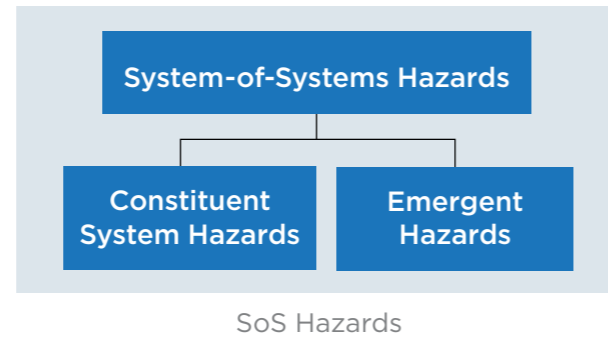 System-of-Systems Hazards
Constituent
System Hazards
Emergent
Hazards
SoS Hazards